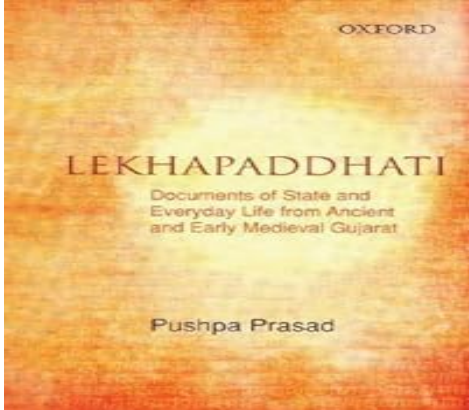 OXFORD
LEKHAPADDHATI
Documents of State and
Everyday Life from Ancient
and Early Medieval Gujarat
Pushpa Prasad